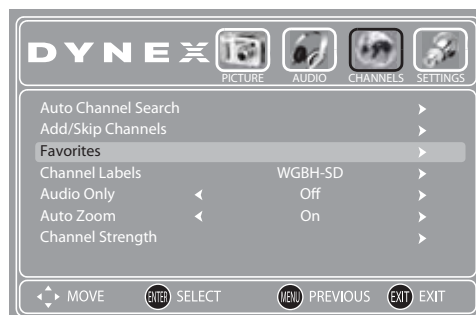 DYNEX
PICTURE AUDIO CHANNELS SETTINGS
Auto Channel Search
Add/Skip Channels
Favorites
Channel Labels WGBH-SD
Audio Only Off
Auto Zoom On
Channel Strength
MOVE ENTER SELECT MENU PREVIOUS EXIT EXIT